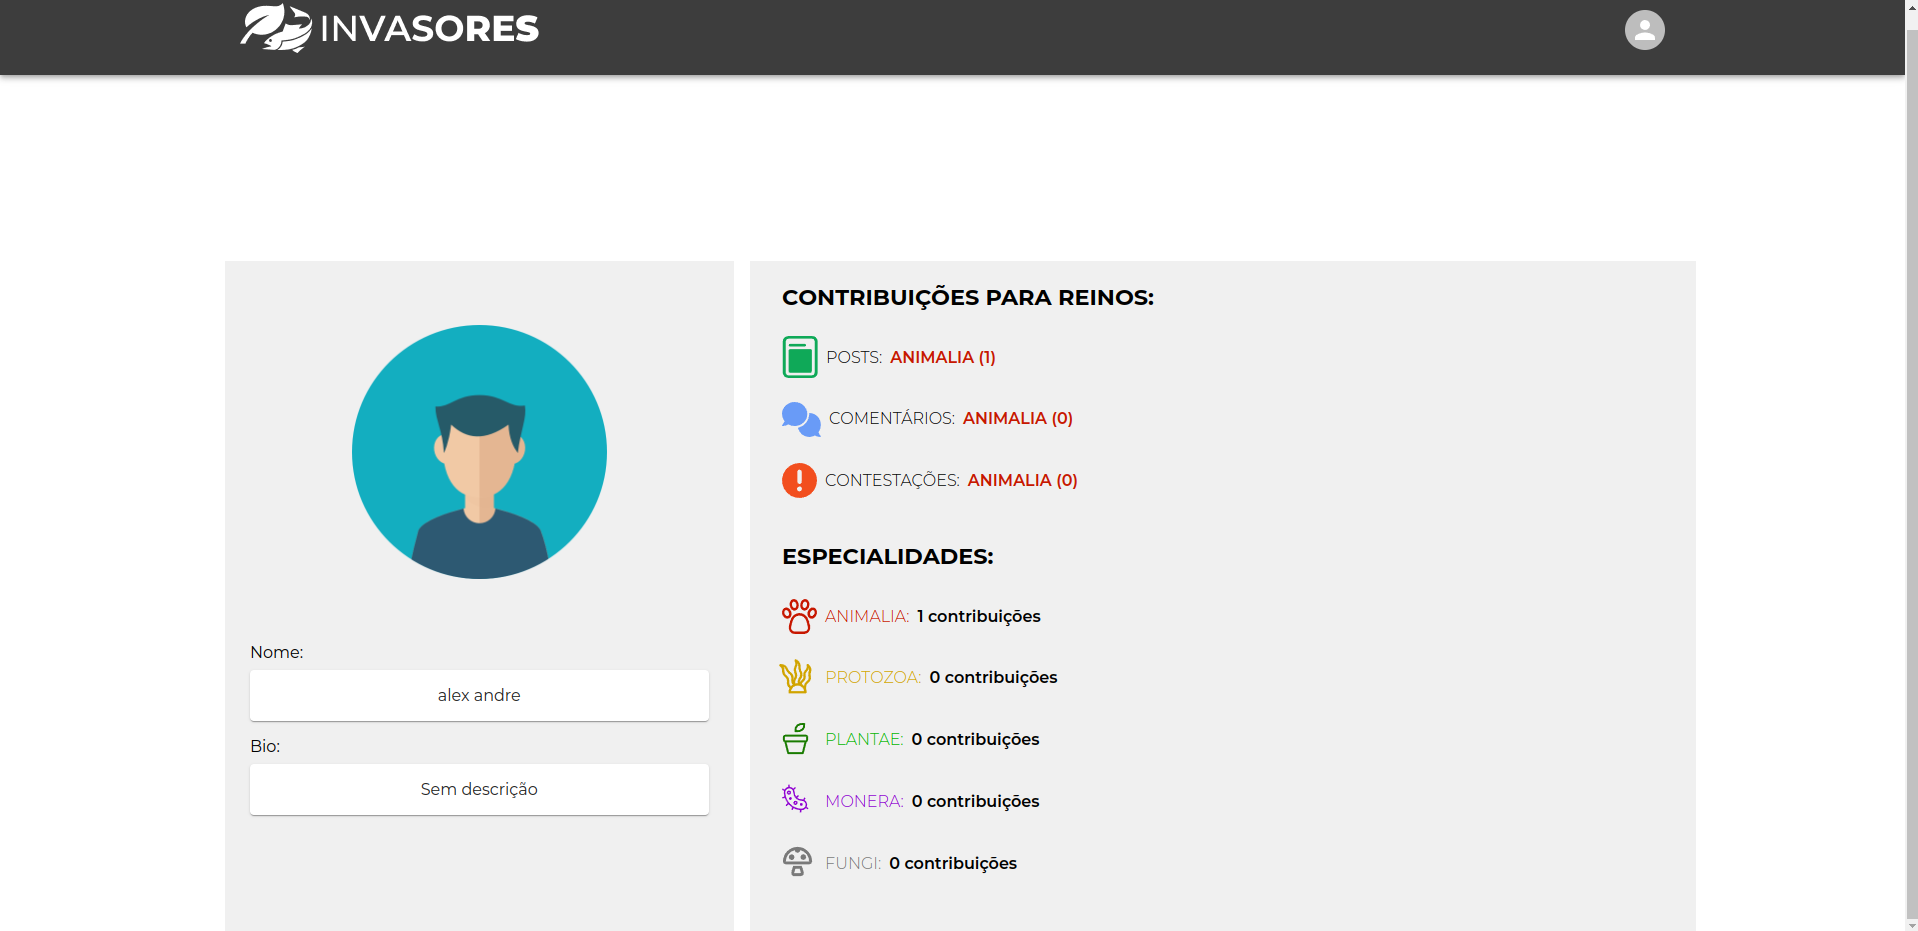 INVASORES
Nome:
alex andre
Bio:
Sem descrição
CONTRIBUIÇÕES PARA REINOS:
POSTS: ANIMALIA (1)
COMENTÁRIOS: ANIMALIA (0)
CONTESTAÇÕES: ANIMALIA (0)
ESPECIALIDADES:
ANIMALIA: 1 contribuições
PROTOZOA: 0 contribuições
PLANTAE: 0 contribuições
MONERA: 0 contribuições
FUNGI: 0 contribuições